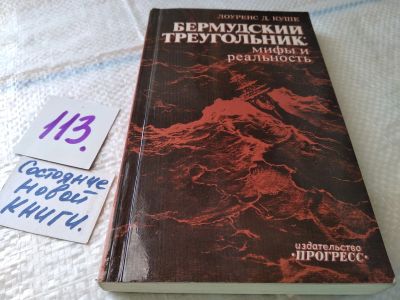 ЛОУРЕНС Д. КУШЕ
БЕРМУДСКИЙ
ТРЕУГОЛЬНИК:
мифы и
реальность
издательство
«ПРОГРЕСС»
113.
Состояние
новой
книги.